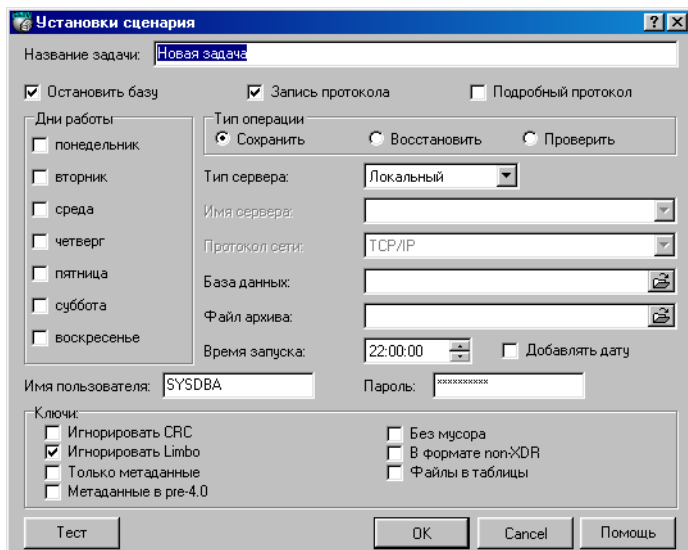 Установки сценария
Название задачи: Новая задача
Остановить базу Запись протокола Подробный протокол
Дни работы
понедельник
вторник
среда
четверг
пятница
суббота
воскресенье
Тип операции
Сохранить Восстановить Проверить
Тип сервера: Локальный
Имя сервера:
Протокол сети: TCP/IP
База данных:
Файл архива:
Время запуска: 22:00:00 Добавлять дату
Имя пользователя: SYSDBA Пароль: **********
Ключи:
Игнорировать CRC
Игнорировать Limbo
Только метаданные
Метаданные в pre-4.0
Без мусора
В формате non-XDR
Файлы в таблицы
Тест OK Cancel Помощь